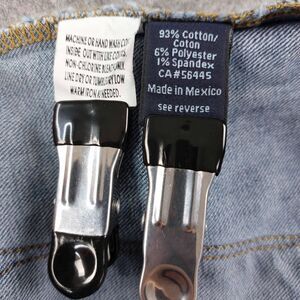 MACHINE OR HAND WASH COLD
INSIDE OUT WITH LIKE COLORS.
NON-CHLORINE BLEACH ONLY.
LINE DRY OR TUMBLE DRY LOW
WARM IRON IF NEEDED.
93% Cotton/
Coton
6% Polyester
1% Spandex
CA#56445
Made in Mexico
see reverse